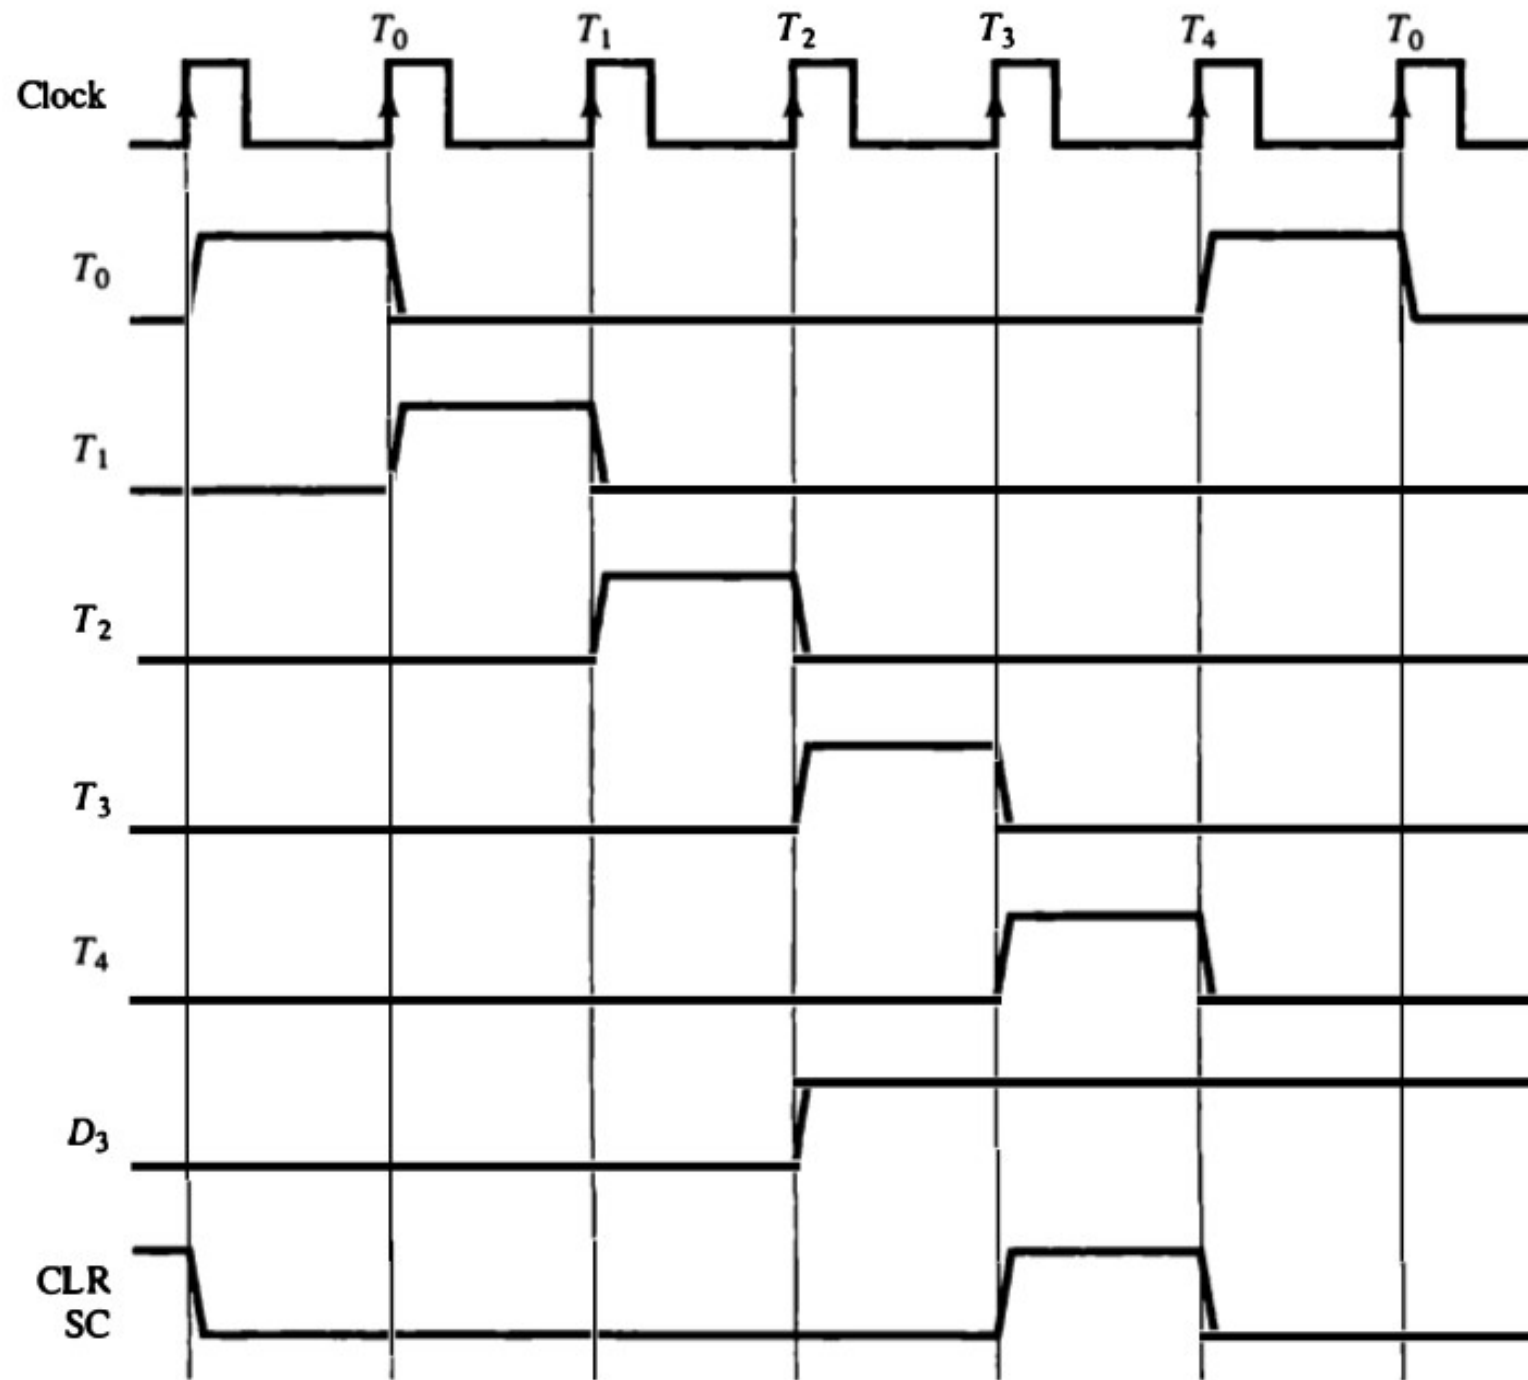 T₀ T₁ T₂ T₃ T₄ T₀
Clock
T₀
T₁
T₂
T₃
T₄
D₃
CLR
SC